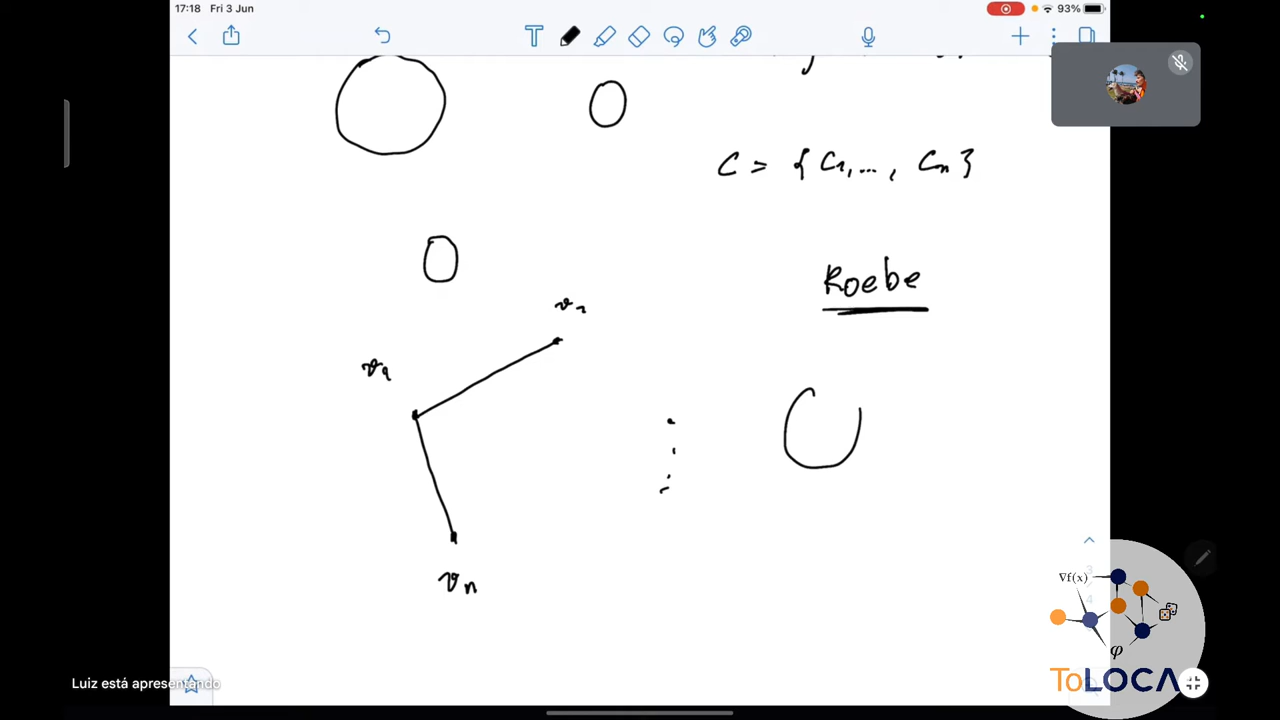 17:18 Fri 3 Jun
93%
T
C = {C1,..., Cn}
Koebe
v2
v1
vn
∇f(x)
φ
ToLOCA
Luiz está apresentando